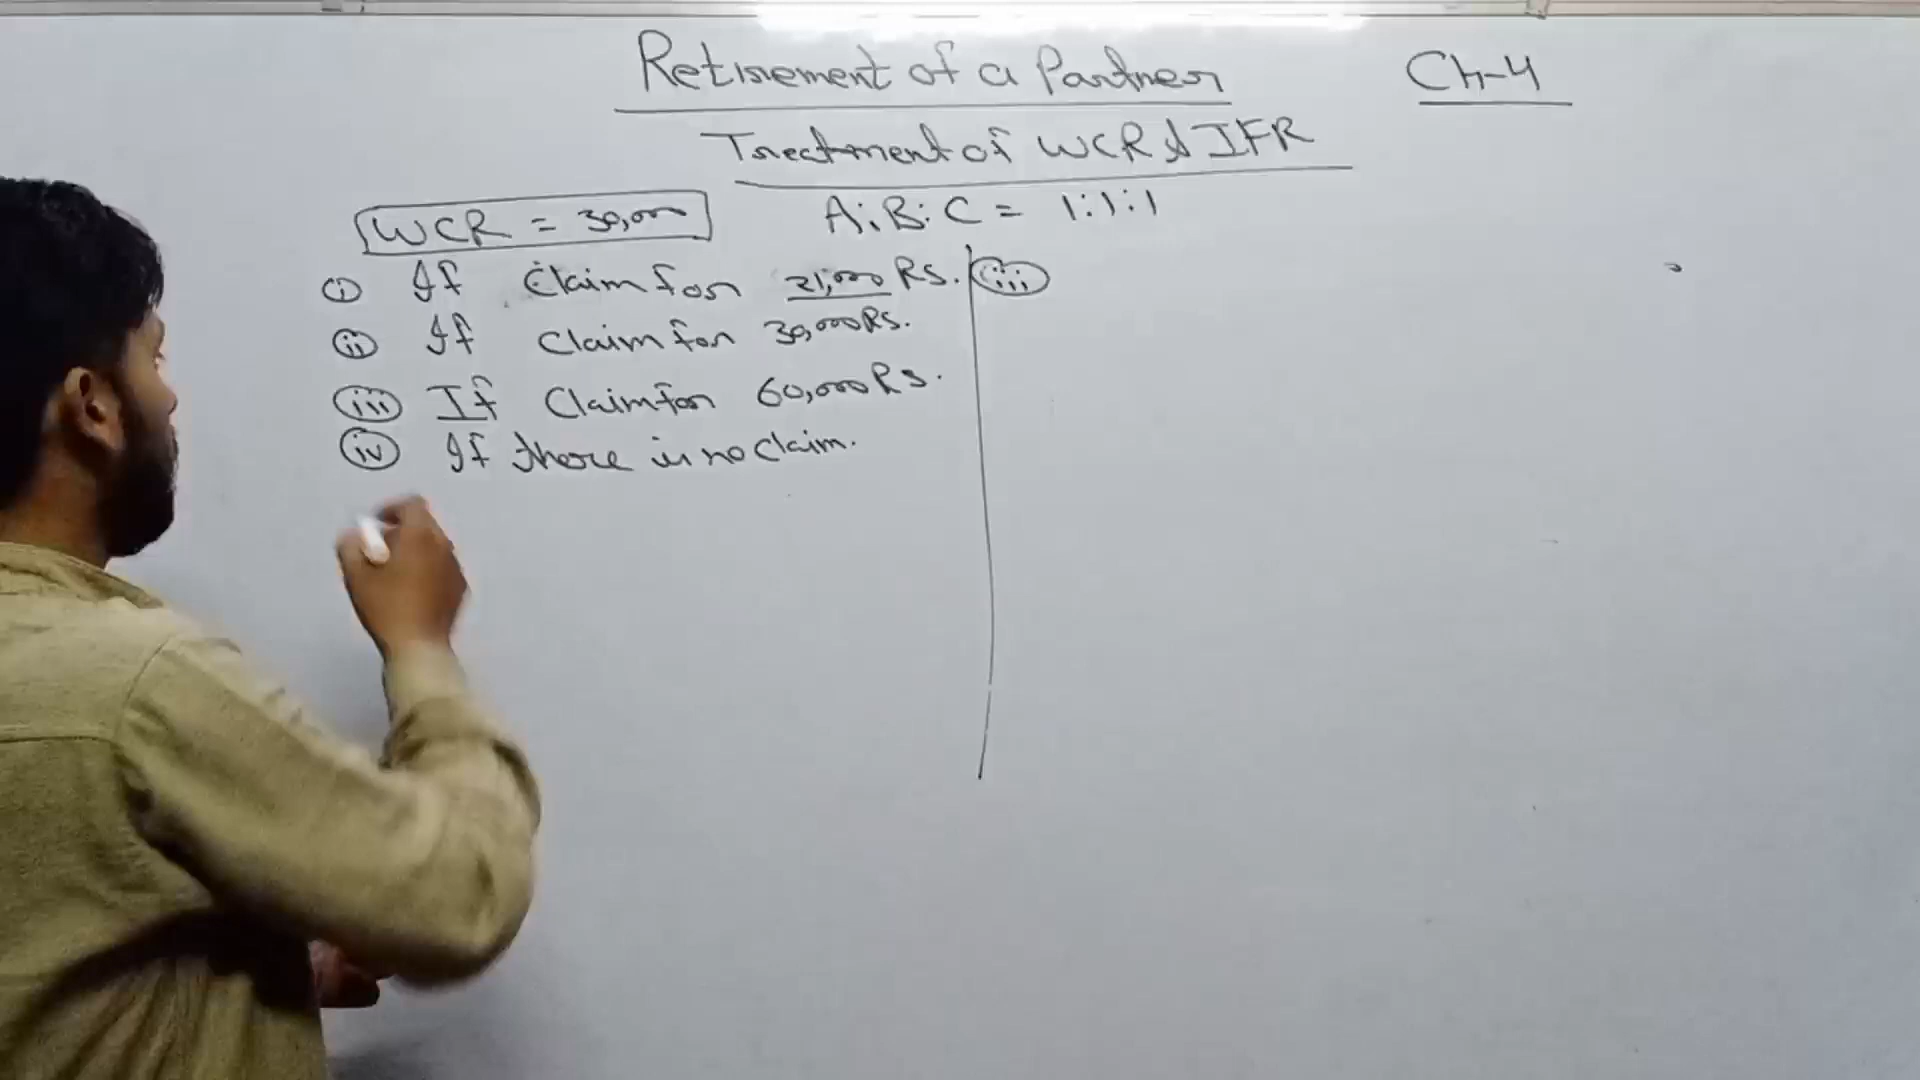 Retirement of a Partner
Ch-4
Treatment of WCR & IFR
WCR = 30,000
A:B:C = 1:1:1
(i) If Claim for 21,000 Rs.
(ii) If Claim for 30,000 Rs.
(iii) If Claim for 60,000 Rs.
(iv) If there is no Claim.
(iii)